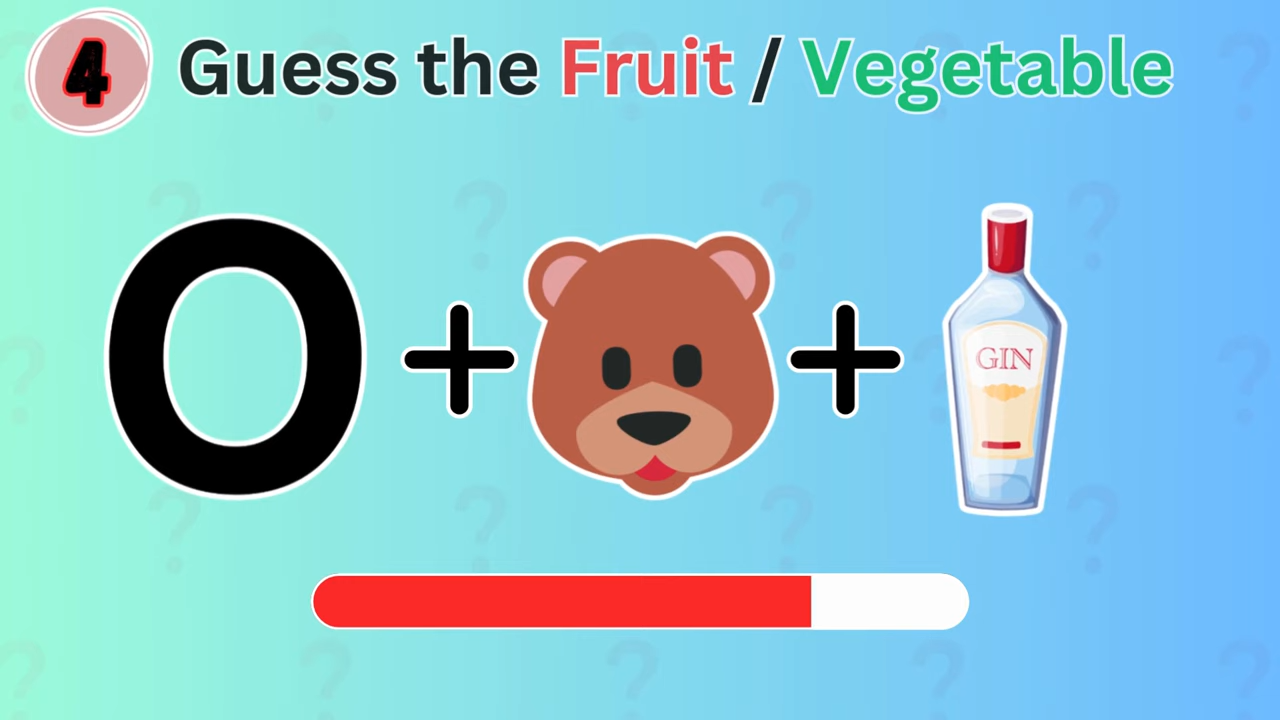 4 Guess the Fruit / Vegetable
O + +
GIN